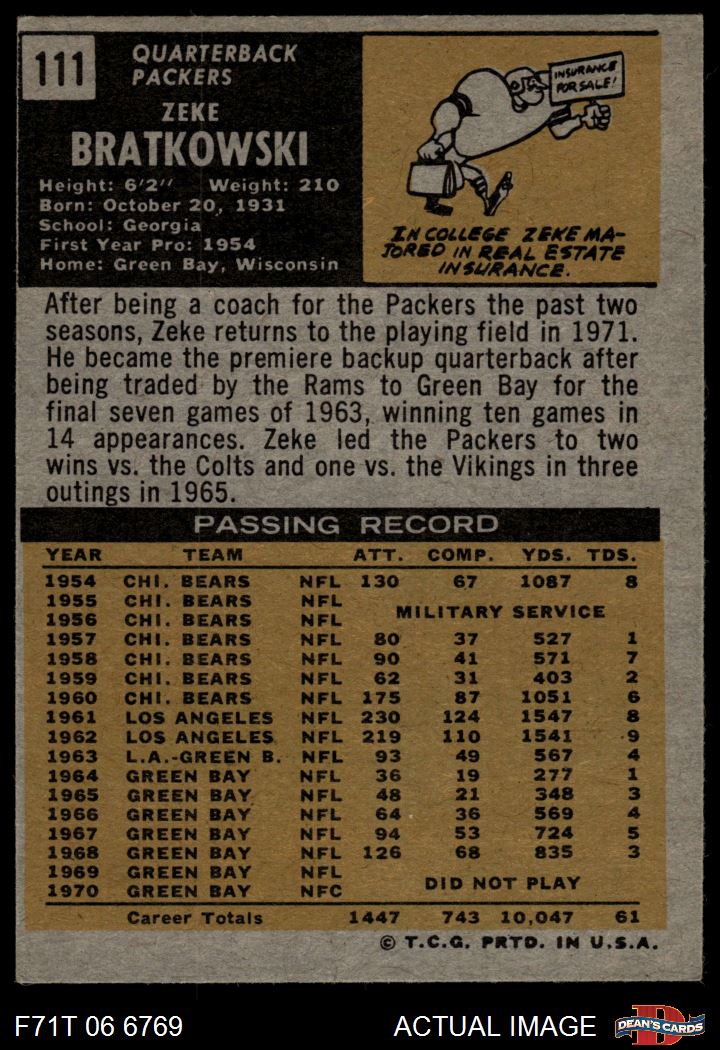 111
QUARTERBACK
PACKERS
ZEKE
BRATKOWSKI
Height: 6'2" Weight: 210
Born: October 20, 1931
School: Georgia
First Year Pro: 1954
Home: Green Bay, Wisconsin
INSURANCE
FOR SALE!
IN COLLEGE ZEKE MA-
JORED IN REAL ESTATE
INSURANCE.
After being a coach for the Packers the past two
seasons, Zeke returns to the playing field in 1971.
He became the premiere backup quarterback after
being traded by the Rams to Green Bay for the
final seven games of 1963, winning ten games in
14 appearances. Zeke led the Packers to two
wins vs. the Colts and one vs. the Vikings in three
outings in 1965.
PASSING RECORD
YEAR TEAM ATT. COMP. YDS. TDS.
1954 CHI. BEARS NFL 130 67 1087 8
1955 CHI. BEARS NFL
MILITARY SERVICE
1956 CHI. BEARS NFL
1957 CHI. BEARS NFL 80 37 527 1
1958 CHI. BEARS NFL 90 41 571 7
1959 CHI. BEARS NFL 62 31 403 2
1960 CHI. BEARS NFL 175 87 1051 6
1961 LOS ANGELES NFL 230 124 1547 8
1962 LOS ANGELES NFL 219 110 1541 9
1963 L.A.-GREEN B. NFL 93 49 567 4
1964 GREEN BAY NFL 36 19 277 1
1965 GREEN BAY NFL 48 21 348 3
1966 GREEN BAY NFL 64 36 569 4
1967 GREEN BAY NFL 94 53 724 5
1968 GREEN BAY NFL 126 68 835 3
1969 GREEN BAY NFL
DID NOT PLAY
1970 GREEN BAY NFC
Career Totals 1447 743 10,047 61
© T.C.G. PRTD. IN U.S.A.
F71T 06 6769 ACTUAL IMAGE
D
DEAN'S CARDS